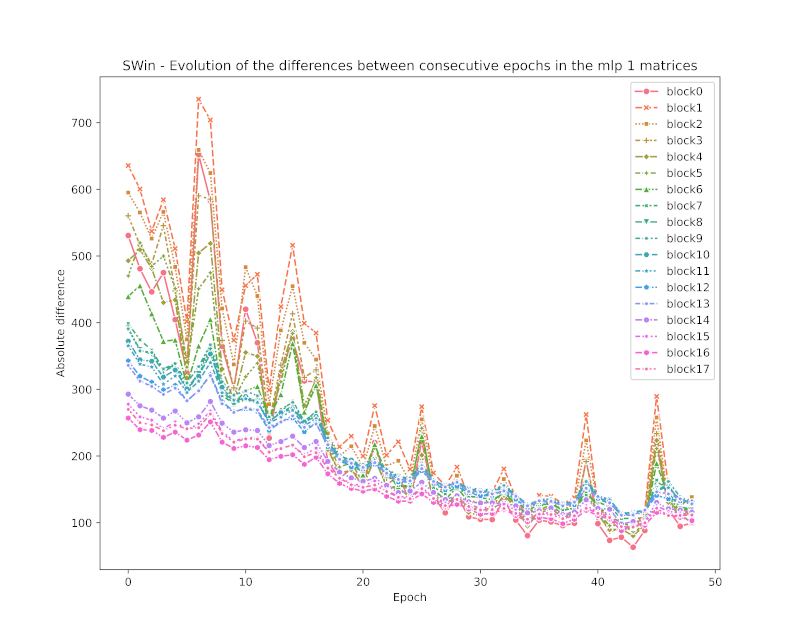 SWin - Evolution of the differences between consecutive epochs in the mlp 1 matrices
700
600
500
400
300
200
100
Absolute difference
0
10
20
30
40
50
Epoch
block0
block1
block2
block3
block4
block5
block6
block7
block8
block9
block10
block11
block12
block13
block14
block15
block16
block17